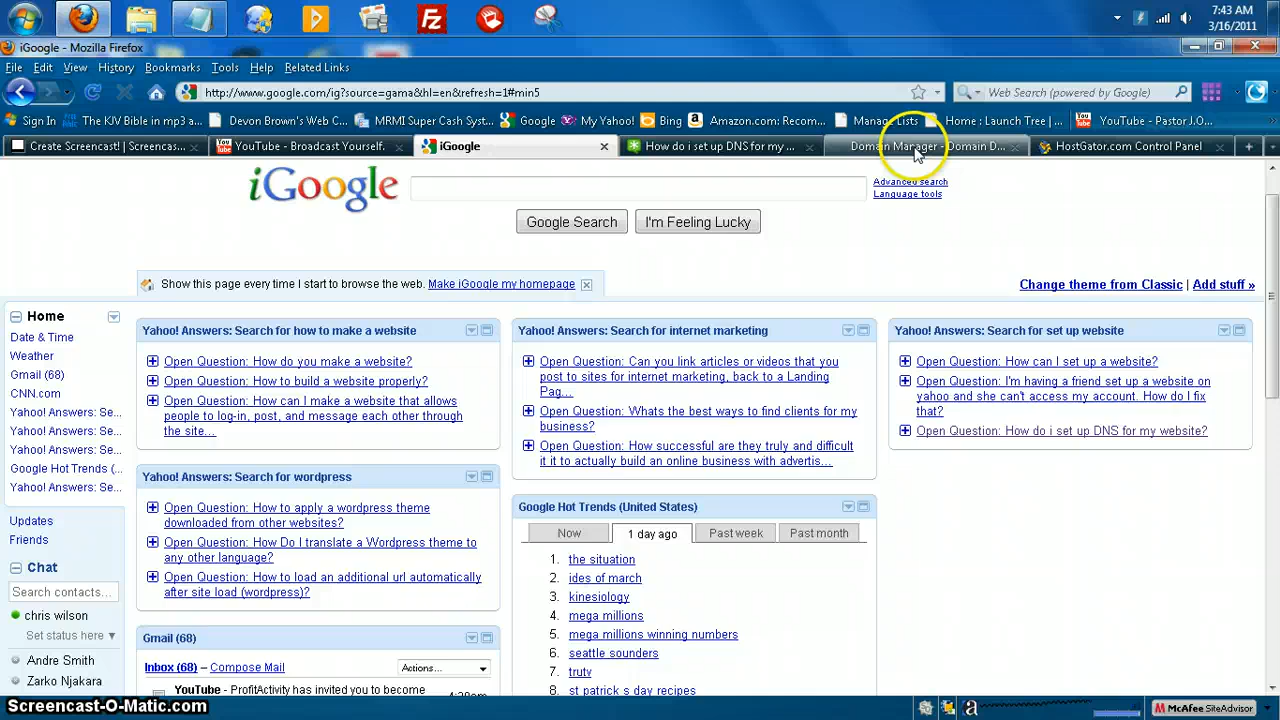 7:43 AM
3/16/2011
iGoogle - Mozilla Firefox
File Edit View History Bookmarks Tools Help Related Links
http://www.google.com/ig?source=gama&hl=en&refresh=1#min5
Web Search (powered by Google)
Sign In The KJV Bible in mp3 a... Devon Brown's Web C... MRMI Super Cash Syst... Google My Yahoo! Bing Amazon.com: Recom... Manage Lists Home : Launch Tree | ... YouTube - Pastor J.O...
Create Screencast! | Screencas... YouTube - Broadcast Yourself. iGoogle How do i set up DNS for my ... Domain Manager - Domain D... HostGator.com Control Panel
iGoogle
Advanced search
Language tools
Google Search I'm Feeling Lucky
Show this page every time I start to browse the web. Make iGoogle my homepage
Change theme from Classic | Add stuff »
Home
Date & Time
Weather
Gmail (68)
CNN.com
Yahoo! Answers: Se...
Yahoo! Answers: Se...
Yahoo! Answers: Se...
Google Hot Trends (...
Yahoo! Answers: Se...
Updates
Friends
Chat
Search contacts...
chris wilson
Set status here
Andre Smith
Zarko Njakara
Yahoo! Answers: Search for how to make a website
Open Question: How do you make a website?
Open Question: How to build a website properly?
Open Question: How can I make a website that allows
people to log-in, post, and message each other through
the site...
Yahoo! Answers: Search for wordpress
Open Question: How to apply a wordpress theme
downloaded from other websites?
Open Question: How Do I translate a Wordpress theme to
any other language?
Open Question: How to load an additional url automatically
after site load (wordpress)?
Gmail (68)
Inbox (68) – Compose Mail Actions...
YouTube - ProfitActivity has invited you to become
Yahoo! Answers: Search for internet marketing
Open Question: Can you link articles or videos that you
post to sites for internet marketing, back to a Landing
Pag...
Open Question: Whats the best ways to find clients for my
business?
Open Question: How successful are they truly and difficult
it it to actually build an online business with advertis...
Google Hot Trends (United States)
Now 1 day ago Past week Past month
1. the situation
2. ides of march
3. kinesiology
4. mega millions
5. mega millions winning numbers
6. seattle sounders
7. trutv
8. st patrick s day recipes
Yahoo! Answers: Search for set up website
Open Question: How can I set up a website?
Open Question: I'm having a friend set up a website on
yahoo and she can't access my account. How do I fix
that?
Open Question: How do i set up DNS for my website?
Screencast-O-Matic.com
McAfee SiteAdvisor